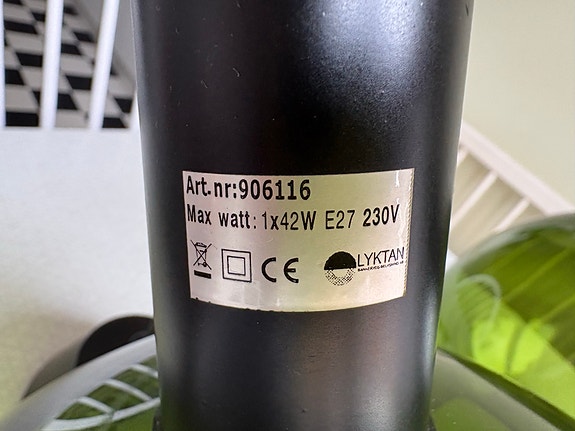 Art.nr:906116
Max watt: 1x42W E27 230V
CE
LYKTAN